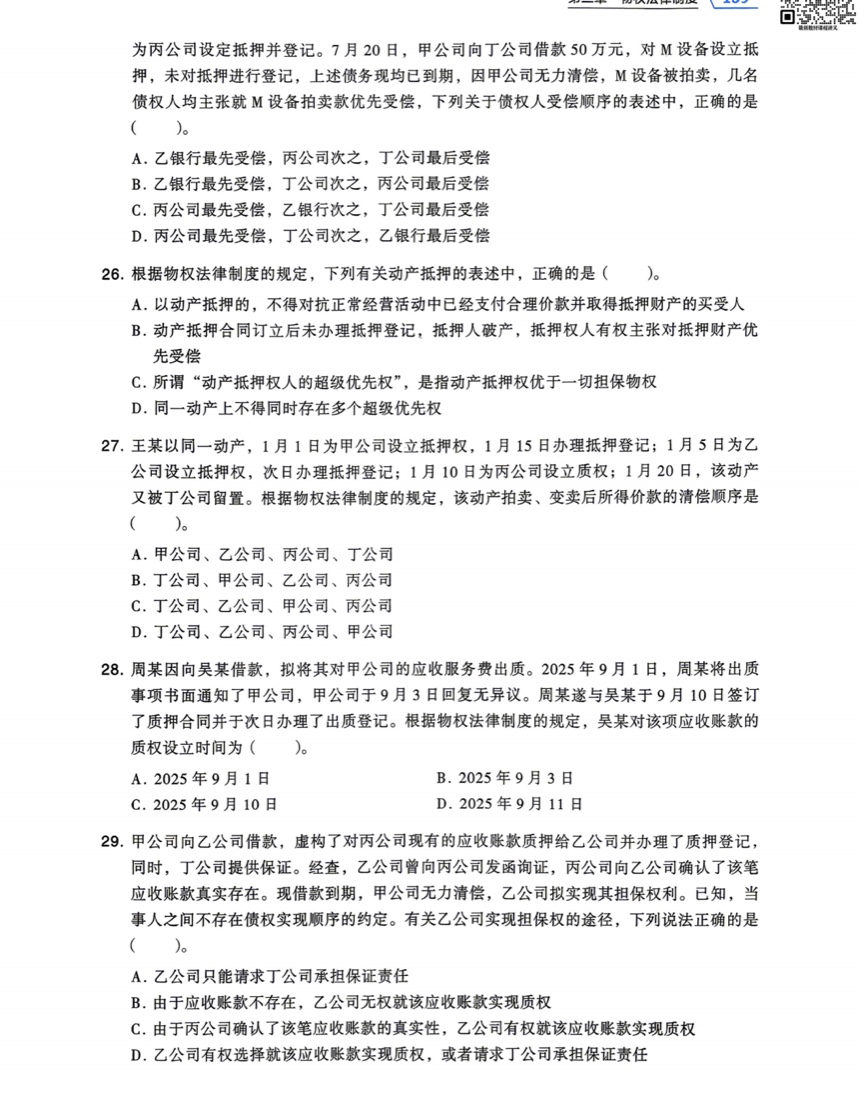 第三章 物权法律制度 169
为丙公司设定抵押并登记。7 月 20 日，甲公司向丁公司借款 50 万元，对 M 设备设立抵
押，未对抵押进行登记，上述债务现均已到期，因甲公司无力清偿，M 设备被拍卖，几名
债权人均主张就 M 设备拍卖款优先受偿，下列关于债权人受偿顺序的表述中，正确的是
（　　）。
A. 乙银行最先受偿，丙公司次之，丁公司最后受偿
B. 乙银行最先受偿，丁公司次之，丙公司最后受偿
C. 丙公司最先受偿，乙银行次之，丁公司最后受偿
D. 丙公司最先受偿，丁公司次之，乙银行最后受偿
26. 根据物权法律制度的规定，下列有关动产抵押的表述中，正确的是（　　）。
A. 以动产抵押的，不得对抗正常经营活动中已经支付合理价款并取得抵押财产的买受人
B. 动产抵押合同订立后未办理抵押登记，抵押人破产，抵押权人有权主张对抵押财产优
先受偿
C. 所谓“动产抵押权人的超级优先权”，是指动产抵押权优于一切担保物权
D. 同一动产上不得同时存在多个超级优先权
27. 王某以同一动产，1 月 1 日为甲公司设立抵押权，1 月 15 日办理抵押登记；1 月 5 日为乙
公司设立抵押权，次日办理抵押登记；1 月 10 日为丙公司设立质权；1 月 20 日，该动产
又被丁公司留置。根据物权法律制度的规定，该动产拍卖、变卖后所得价款的清偿顺序是
（　　）。
A. 甲公司、乙公司、丙公司、丁公司
B. 丁公司、甲公司、乙公司、丙公司
C. 丁公司、乙公司、甲公司、丙公司
D. 丁公司、乙公司、丙公司、甲公司
28. 周某因向吴某借款，拟将其对甲公司的应收服务费出质。2025 年 9 月 1 日，周某将出质
事项书面通知了甲公司，甲公司于 9 月 3 日回复无异议。周某遂与吴某于 9 月 10 日签订
了质押合同并于次日办理了出质登记。根据物权法律制度的规定，吴某对该项应收账款的
质权设立时间为（　　）。
A. 2025 年 9 月 1 日　　B. 2025 年 9 月 3 日
C. 2025 年 9 月 10 日　　D. 2025 年 9 月 11 日
29. 甲公司向乙公司借款，虚构了对丙公司现有的应收账款质押给乙公司并办理了质押登记，
同时，丁公司提供保证。经查，乙公司曾向丙公司发函询证，丙公司向乙公司确认了该笔
应收账款真实存在。现借款到期，甲公司无力清偿，乙公司拟实现其担保权利。已知，当
事人之间不存在债权实现顺序的约定。有关乙公司实现担保权的途径，下列说法正确的是
（　　）。
A. 乙公司只能请求丁公司承担保证责任
B. 由于应收账款不存在，乙公司无权就该应收账款实现质权
C. 由于丙公司确认了该笔应收账款的真实性，乙公司有权就该应收账款实现质权
D. 乙公司有权选择就该应收账款实现质权，或者请求丁公司承担保证责任